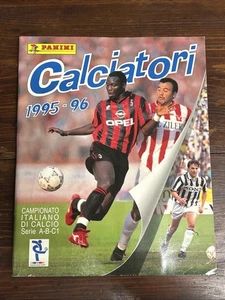 PANINI
Calciatori
1995-96
OPEL
CAMPIONATO
ITALIANO
DI CALCIO
Serie A-B-C1